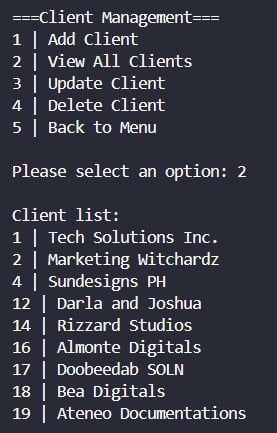 ===Client Management===
1 | Add Client
2 | View All Clients
3 | Update Client
4 | Delete Client
5 | Back to Menu
Please select an option: 2
Client list:
1 | Tech Solutions Inc.
2 | Marketing Witchardz
4 | Sundesigns PH
12 | Darla and Joshua
14 | Rizzard Studios
16 | Almonte Digitals
17 | Doobeedab SOLN
18 | Bea Digitals
19 | Ateneo Documentations